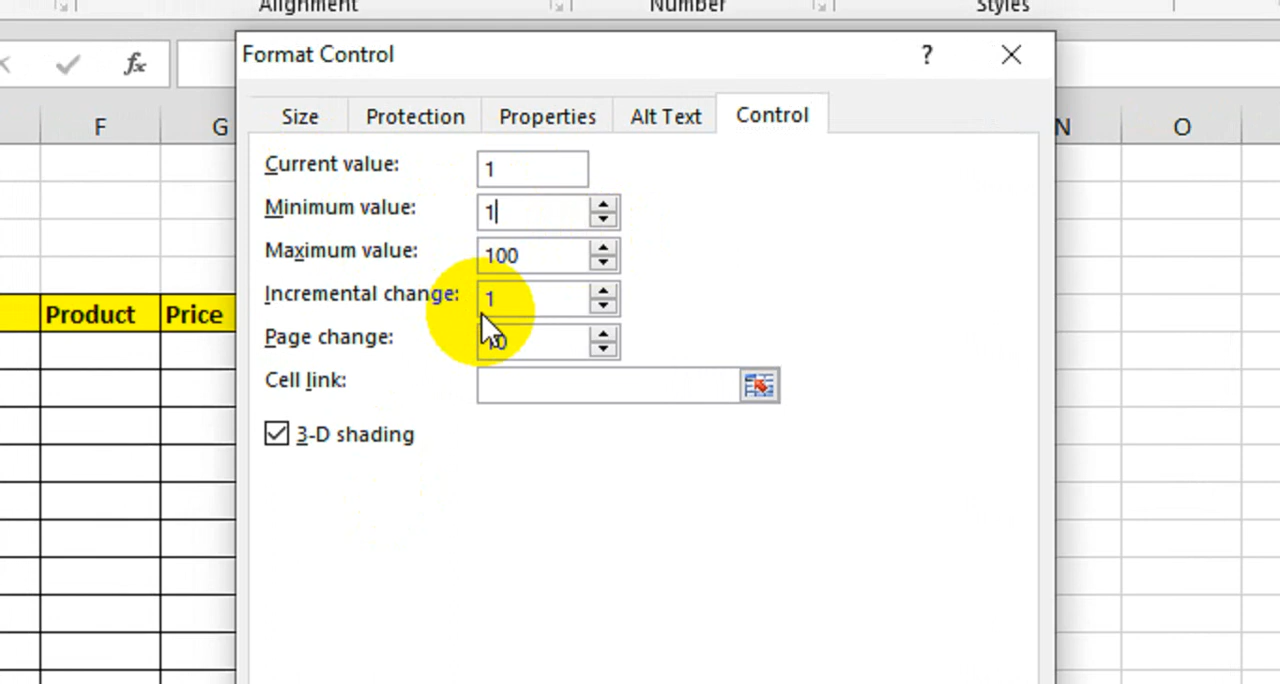 Alignment Number Styles
Format Control ?
fx
F G N O
Size Protection Properties Alt Text Control
Current value: 1
Minimum value: 1
Maximum value: 100
Incremental change: 1
Page change: 10
Cell link:
3-D shading
Product Price